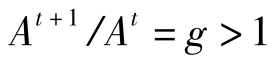 A^{t+1}/A^{t} = g > 1